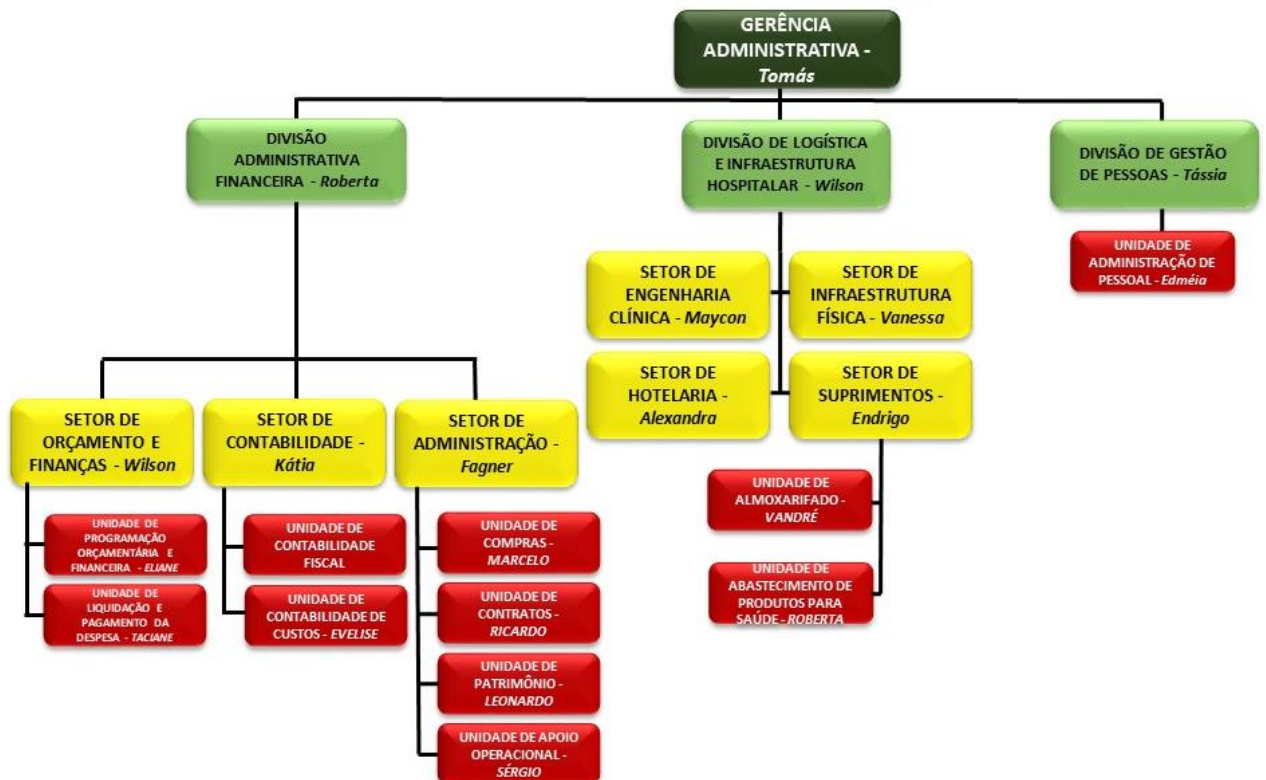 GERÊNCIA
ADMINISTRATIVA -
Tomás
DIVISÃO
ADMINISTRATIVA
FINANCEIRA - Roberta
DIVISÃO DE LOGÍSTICA
E INFRAESTRUTURA
HOSPITALAR - Wilson
DIVISÃO DE GESTÃO
DE PESSOAS - Tássia
UNIDADE DE
ADMINISTRAÇÃO DE
PESSOAL - Edméia
SETOR DE
ENGENHARIA
CLÍNICA - Maycon
SETOR DE
INFRAESTRUTURA
FÍSICA - Vanessa
SETOR DE
HOTELARIA -
Alexandra
SETOR DE
SUPRIMENTOS -
Endrigo
SETOR DE
ORÇAMENTO E
FINANÇAS - Wilson
SETOR DE
CONTABILIDADE -
Kátia
SETOR DE
ADMINISTRAÇÃO -
Fagner
UNIDADE DE
PROGRAMAÇÃO
ORÇAMENTÁRIA E
FINANCEIRA - ELIANE
UNIDADE DE
LIQUIDAÇÃO E
PAGAMENTO DA
DESPESA - TACIANE
UNIDADE DE
CONTABILIDADE
FISCAL
UNIDADE DE
CONTABILIDADE DE
CUSTOS - EVELISE
UNIDADE DE
COMPRAS -
MARCELO
UNIDADE DE
CONTRATOS -
RICARDO
UNIDADE DE
PATRIMÔNIO -
LEONARDO
UNIDADE DE APOIO
OPERACIONAL -
SÉRGIO
UNIDADE DE
ALMOXARIFADO -
VANDRÉ
UNIDADE DE
ABASTECIMENTO DE
PRODUTOS PARA
SAÚDE - ROBERTA